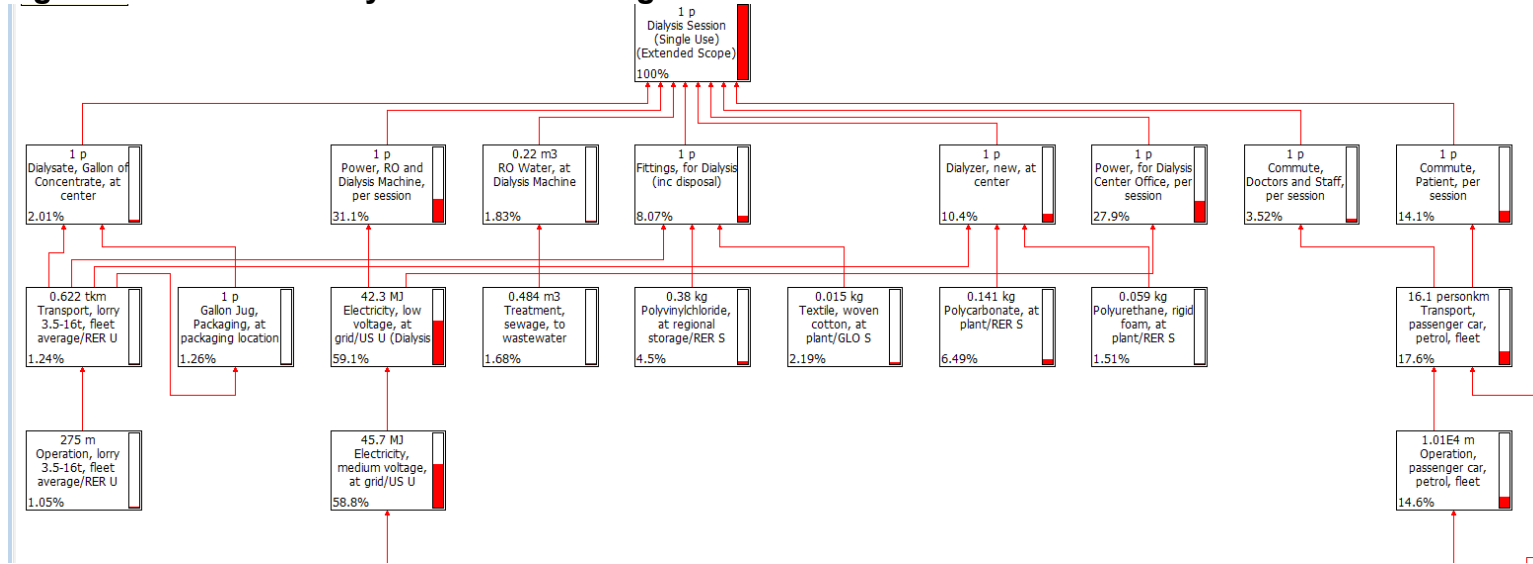 1 p
Dialysis Session
(Single Use)
(Extended Scope)
100%
1 p
Dialysate, Gallon of
Concentrate, at
center
2.01%
1 p
Power, RO and
Dialysis Machine,
per session
31.1%
0.22 m3
RO Water, at
Dialysis Machine
1.83%
1 p
Fittings, for Dialysis
(inc disposal)
8.07%
1 p
Dialyzer, new, at
center
10.4%
1 p
Power, for Dialysis
Center Office, per
session
27.9%
1 p
Commute,
Doctors and Staff,
per session
3.52%
1 p
Commute,
Patient, per
session
14.1%
0.622 tkm
Transport, lorry
3.5-16t, fleet
average/RER U
1.24%
1 p
Gallon Jug,
Packaging, at
packaging location
1.26%
42.3 MJ
Electricity, low
voltage, at
grid/US U (Dialysis
59.1%
0.484 m3
Treatment,
sewage, to
wastewater
1.68%
0.38 kg
Polyvinylchloride,
at regional
storage/RER S
4.5%
0.015 kg
Textile, woven
cotton, at
plant/GLO S
2.19%
0.141 kg
Polycarbonate, at
plant/RER S
6.49%
0.059 kg
Polyurethane, rigid
foam, at
plant/RER S
1.51%
16.1 personkm
Transport,
passenger car,
petrol, fleet
17.6%
275 m
Operation, lorry
3.5-16t, fleet
average/RER U
1.05%
45.7 MJ
Electricity,
medium voltage,
at grid/US U
58.8%
1.01E4 m
Operation,
passenger car,
petrol, fleet
14.6%